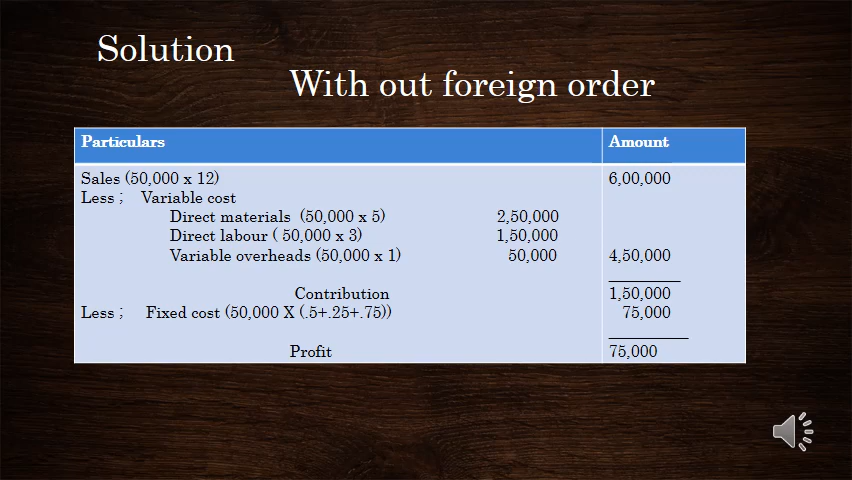 Solution
With out foreign order
Particulars Amount
Sales (50,000 x 12) 6,00,000
Less ; Variable cost
Direct materials (50,000 x 5) 2,50,000
Direct labour ( 50,000 x 3) 1,50,000
Variable overheads (50,000 x 1) 50,000 4,50,000
Contribution 1,50,000
Less ; Fixed cost (50,000 X (.5+.25+.75)) 75,000
Profit 75,000